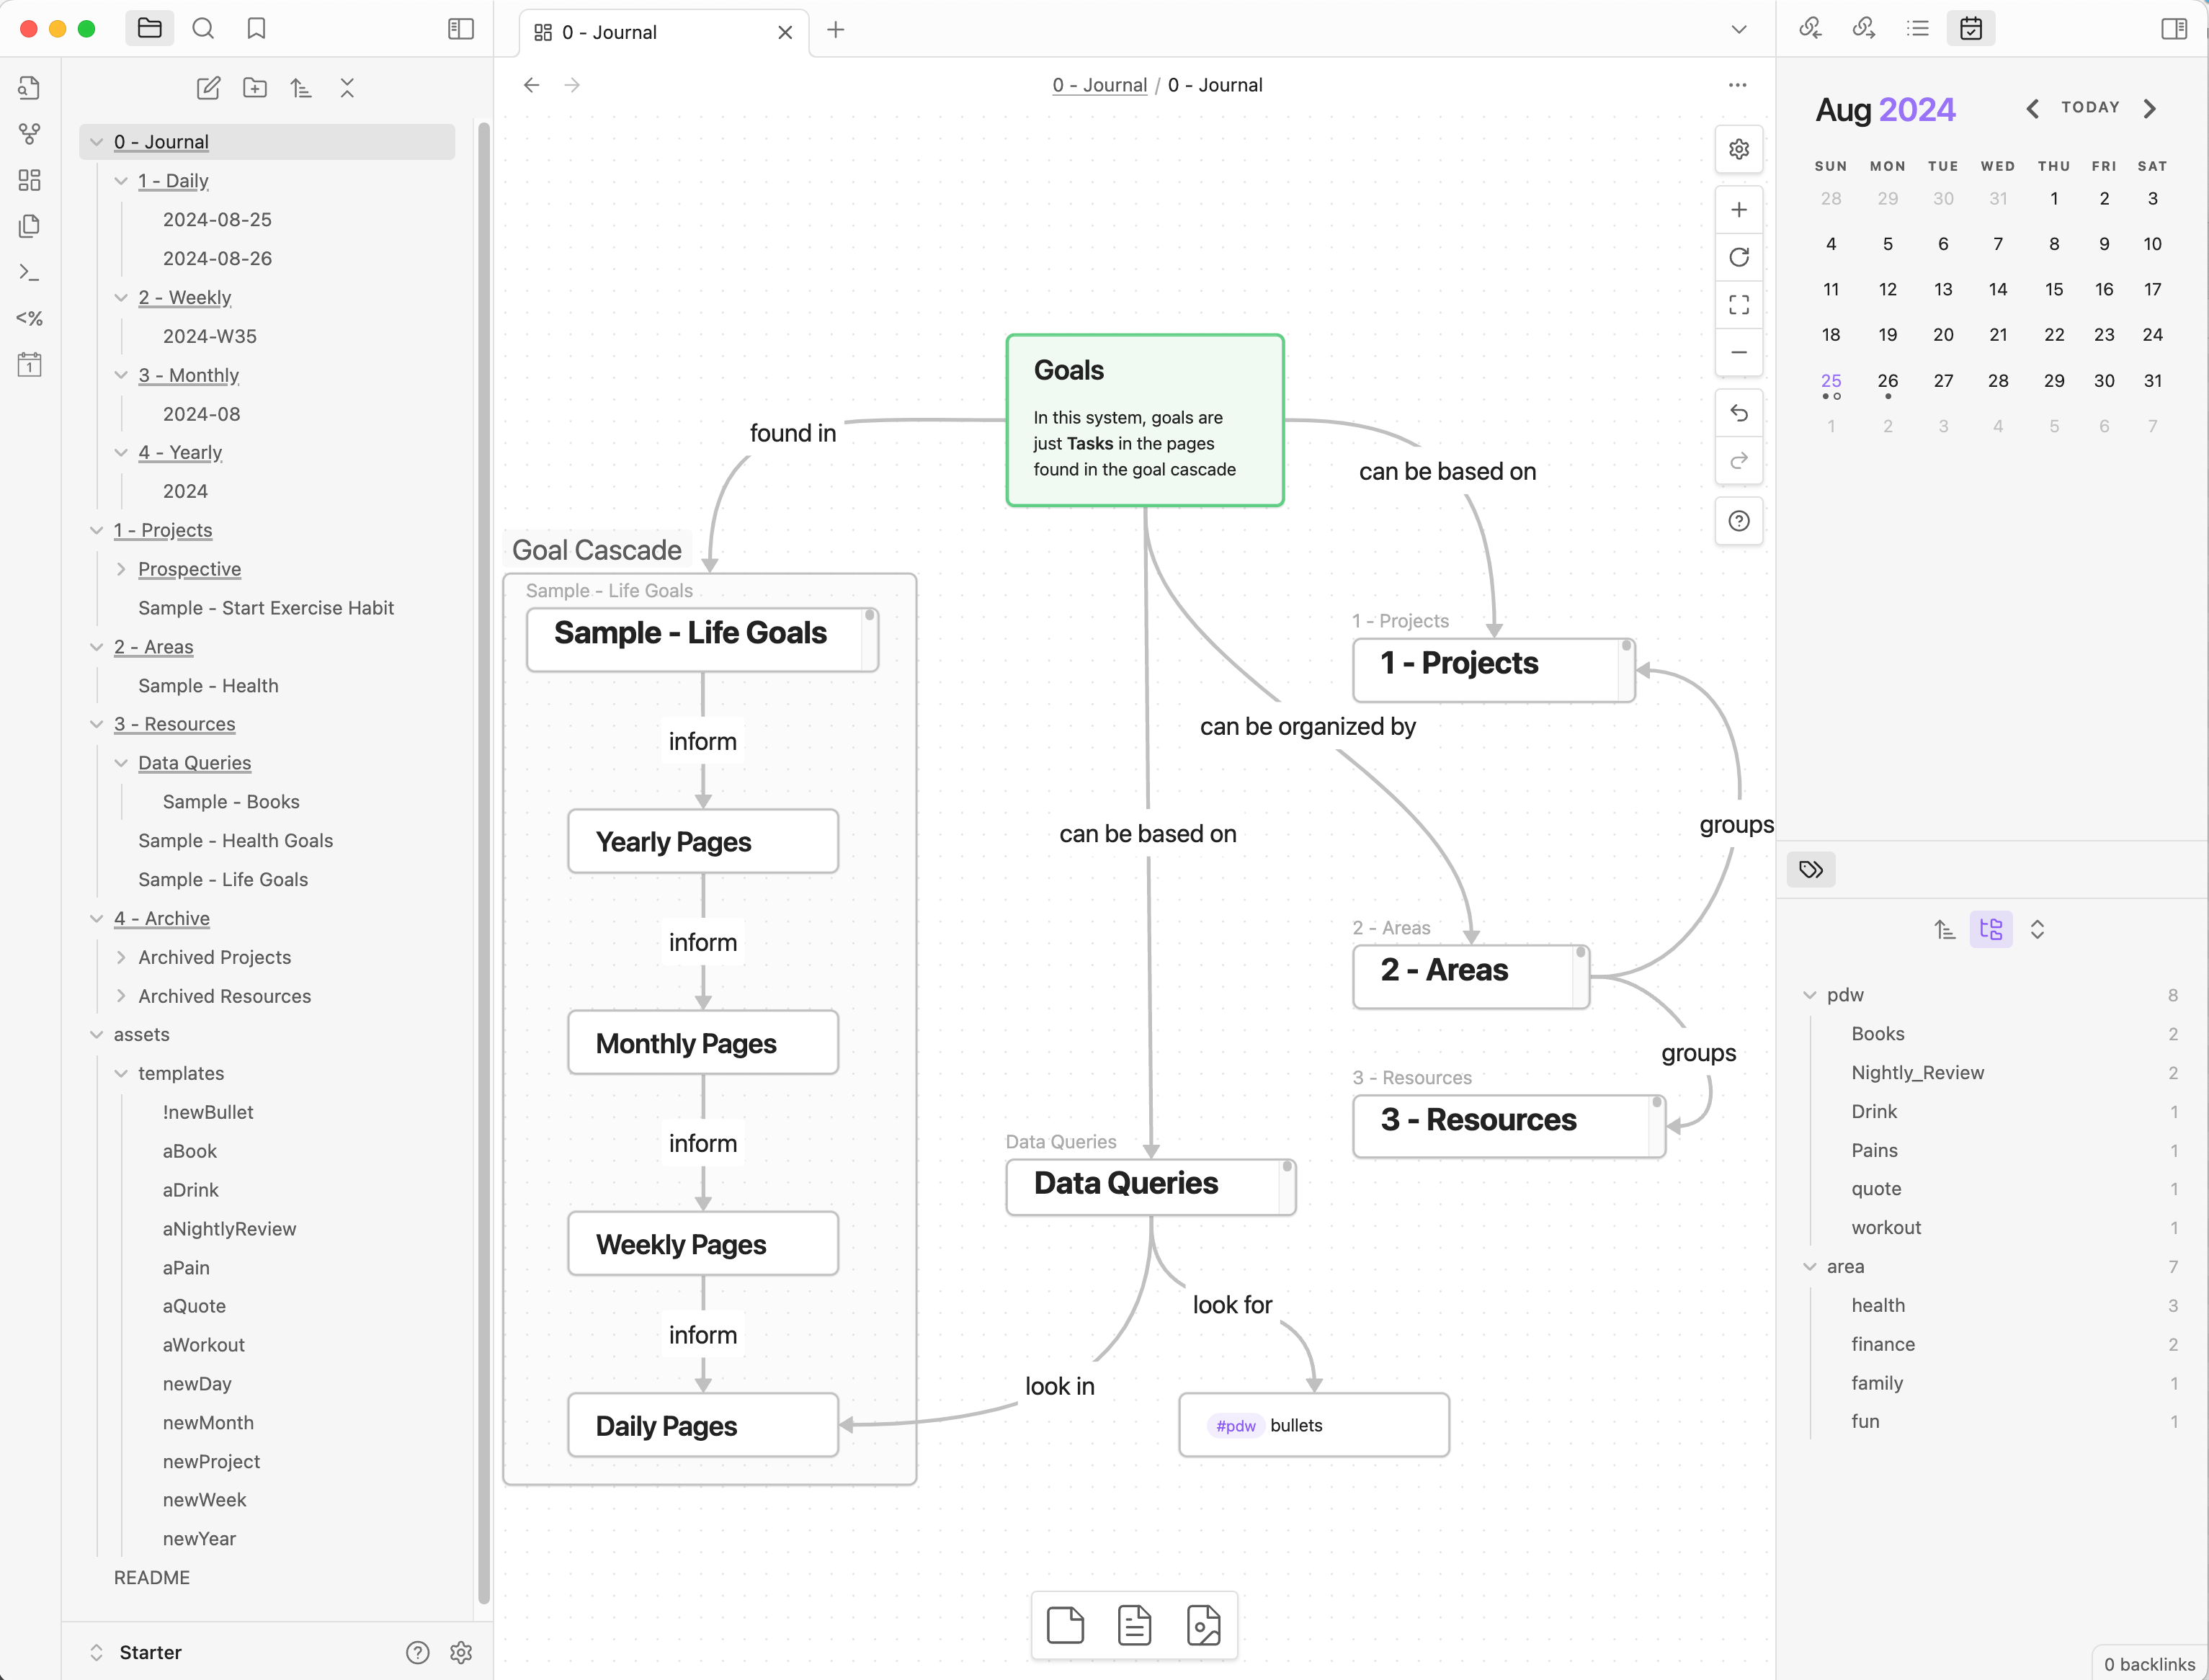 0 - Journal
0 - Journal / 0 - Journal
0 - Journal
1 - Daily
2024-08-25
2024-08-26
2 - Weekly
2024-W35
3 - Monthly
2024-08
4 - Yearly
2024
1 - Projects
Prospective
Sample - Start Exercise Habit
2 - Areas
Sample - Health
3 - Resources
Data Queries
Sample - Books
Sample - Health Goals
Sample - Life Goals
4 - Archive
Archived Projects
Archived Resources
assets
templates
!newBullet
aBook
aDrink
aNightlyReview
aPain
aQuote
aWorkout
newDay
newMonth
newProject
newWeek
newYear
README
Starter
<%
1
Goals
In this system, goals are
just Tasks in the pages
found in the goal cascade
found in
can be based on
Goal Cascade
Sample - Life Goals
Sample - Life Goals
inform
Yearly Pages
inform
Monthly Pages
inform
Weekly Pages
inform
Daily Pages
1 - Projects
1 - Projects
can be organized by
groups
can be based on
2 - Areas
2 - Areas
groups
3 - Resources
3 - Resources
Data Queries
Data Queries
look for
look in
#pdw bullets
Aug 2024
TODAY
SUN MON TUE WED THU FRI SAT
28 29 30 31 1 2 3
4 5 6 7 8 9 10
11 12 13 14 15 16 17
18 19 20 21 22 23 24
25 26 27 28 29 30 31
1 2 3 4 5 6 7
pdw 8
Books 2
Nightly_Review 2
Drink 1
Pains 1
quote 1
workout 1
area 7
health 3
finance 2
family 1
fun 1
0 backlinks